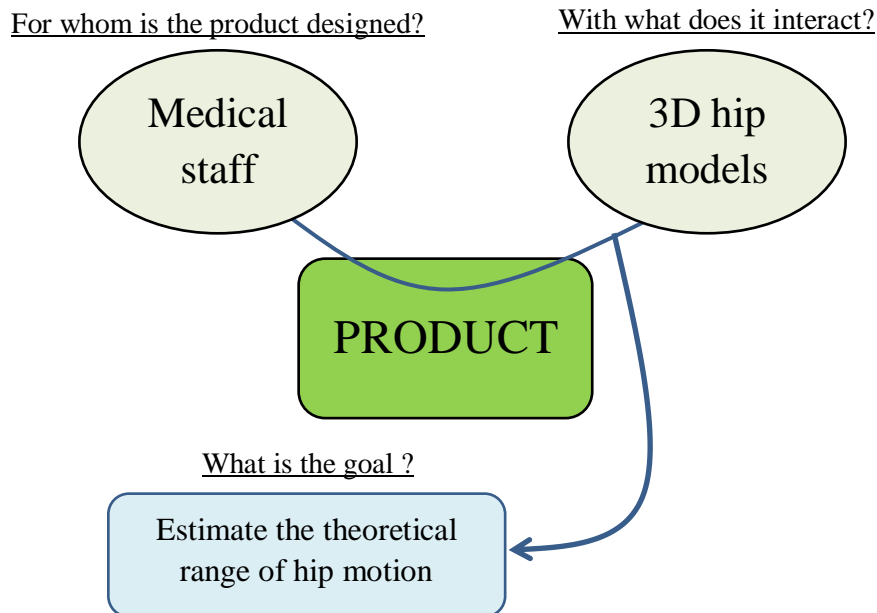 For whom is the product designed?
With what does it interact?
Medical
staff
3D hip
models
PRODUCT
What is the goal ?
Estimate the theoretical
range of hip motion